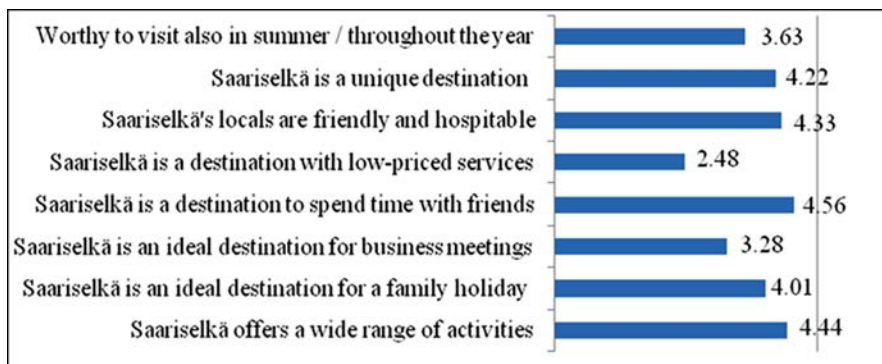 Worthy to visit also in summer / throughout the year 3.63
Saariselkä is a unique destination 4.22
Saariselkä's locals are friendly and hospitable 4.33
Saariselkä is a destination with low-priced services 2.48
Saariselkä is a destination to spend time with friends 4.56
Saariselkä is an ideal destination for business meetings 3.28
Saariselkä is an ideal destination for a family holiday 4.01
Saariselkä offers a wide range of activities 4.44